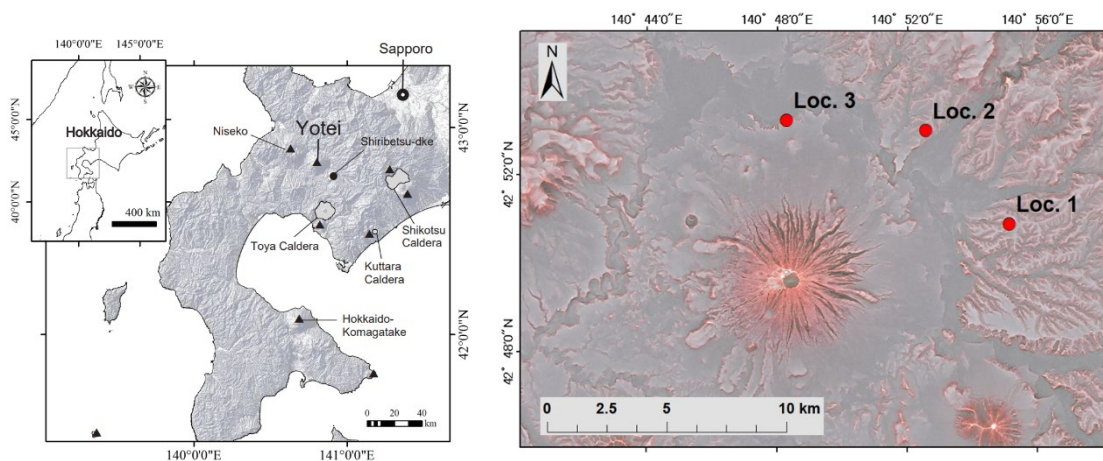 140°0'0"E 145°0'0"E
45°0'0"N
40°0'0"N
Hokkaido
N
W E
S
400 km
Sapporo
Niseko
Yotei
Shiribetsu-dke
Toya Caldera
Shikotsu
Caldera
Kuttara
Caldera
Hokkaido-
Komagatake
43°0'0"N
42°0'0"N
0 20 40
km
140°0'0"E 141°0'0"E
140° 44'0"E 140° 48'0"E 140° 52'0"E 140° 56'0"E
N
Loc. 3
Loc. 2
Loc. 1
42° 52'0"N
42° 48'0"N
0 2.5 5 10 km